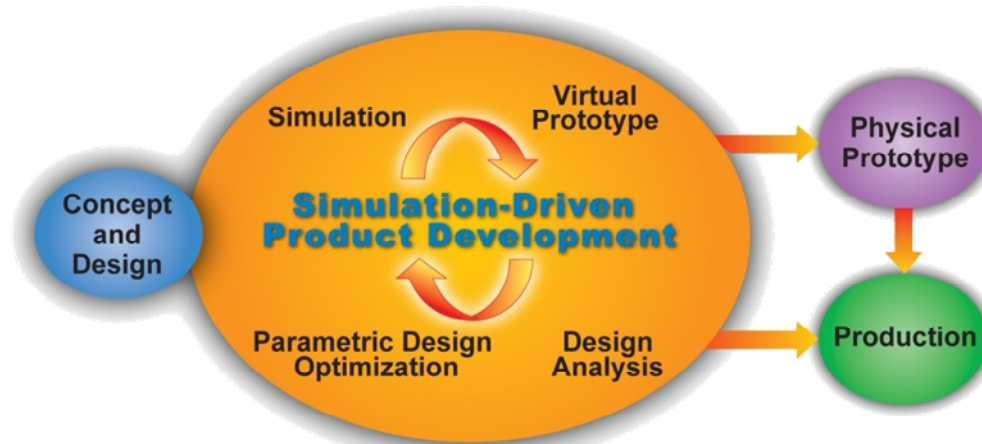 Concept
and
Design
Simulation
Virtual
Prototype
Simulation-Driven
Product Development
Parametric Design
Optimization
Design
Analysis
Physical
Prototype
Production